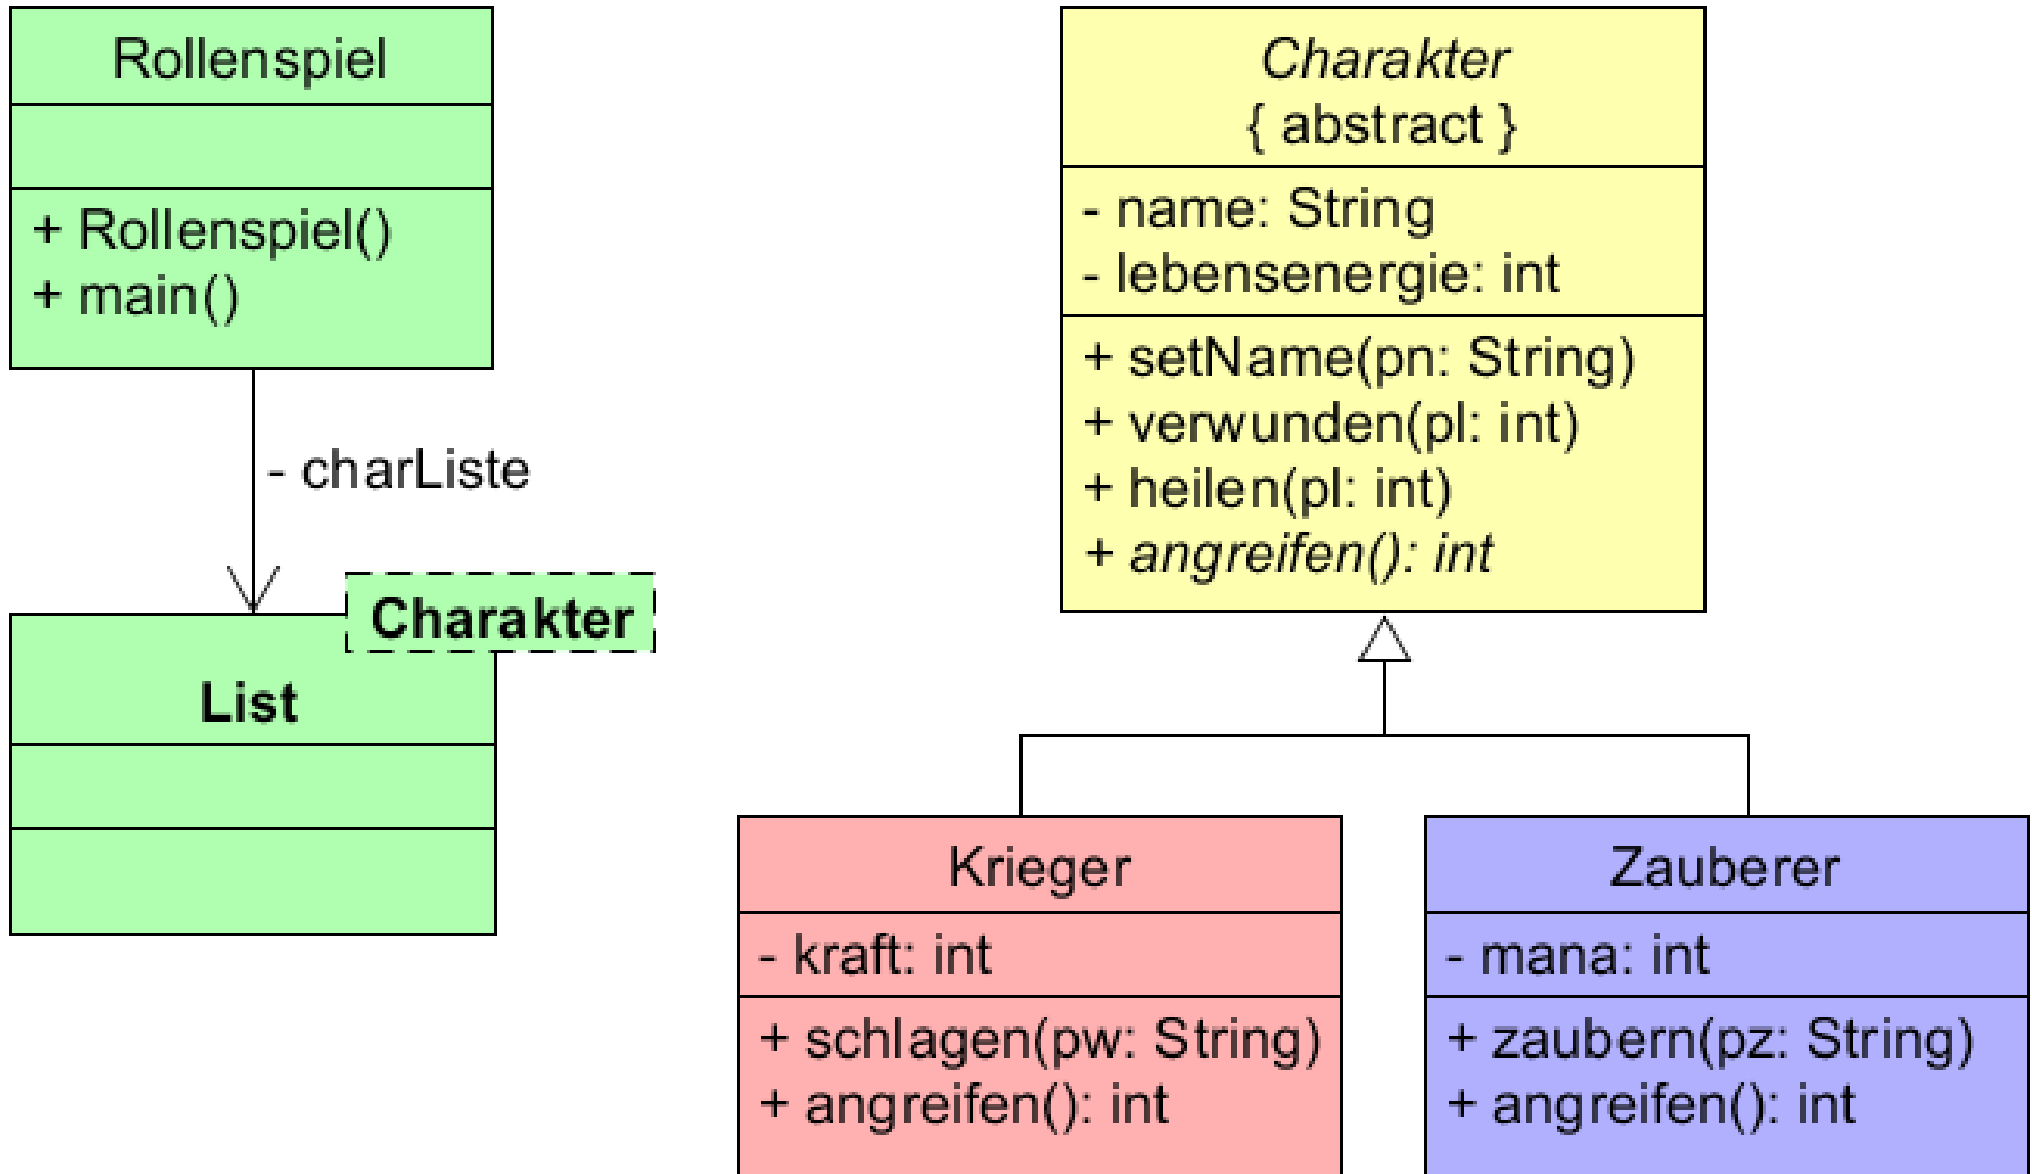 Rollenspiel
+ Rollenspiel()
+ main()
- charListe
Charakter
List
Charakter
{ abstract }
- name: String
- lebensenergie: int
+ setName(pn: String)
+ verwunden(pl: int)
+ heilen(pl: int)
+ angreifen(): int
Krieger
- kraft: int
+ schlagen(pw: String)
+ angreifen(): int
Zauberer
- mana: int
+ zaubern(pz: String)
+ angreifen(): int